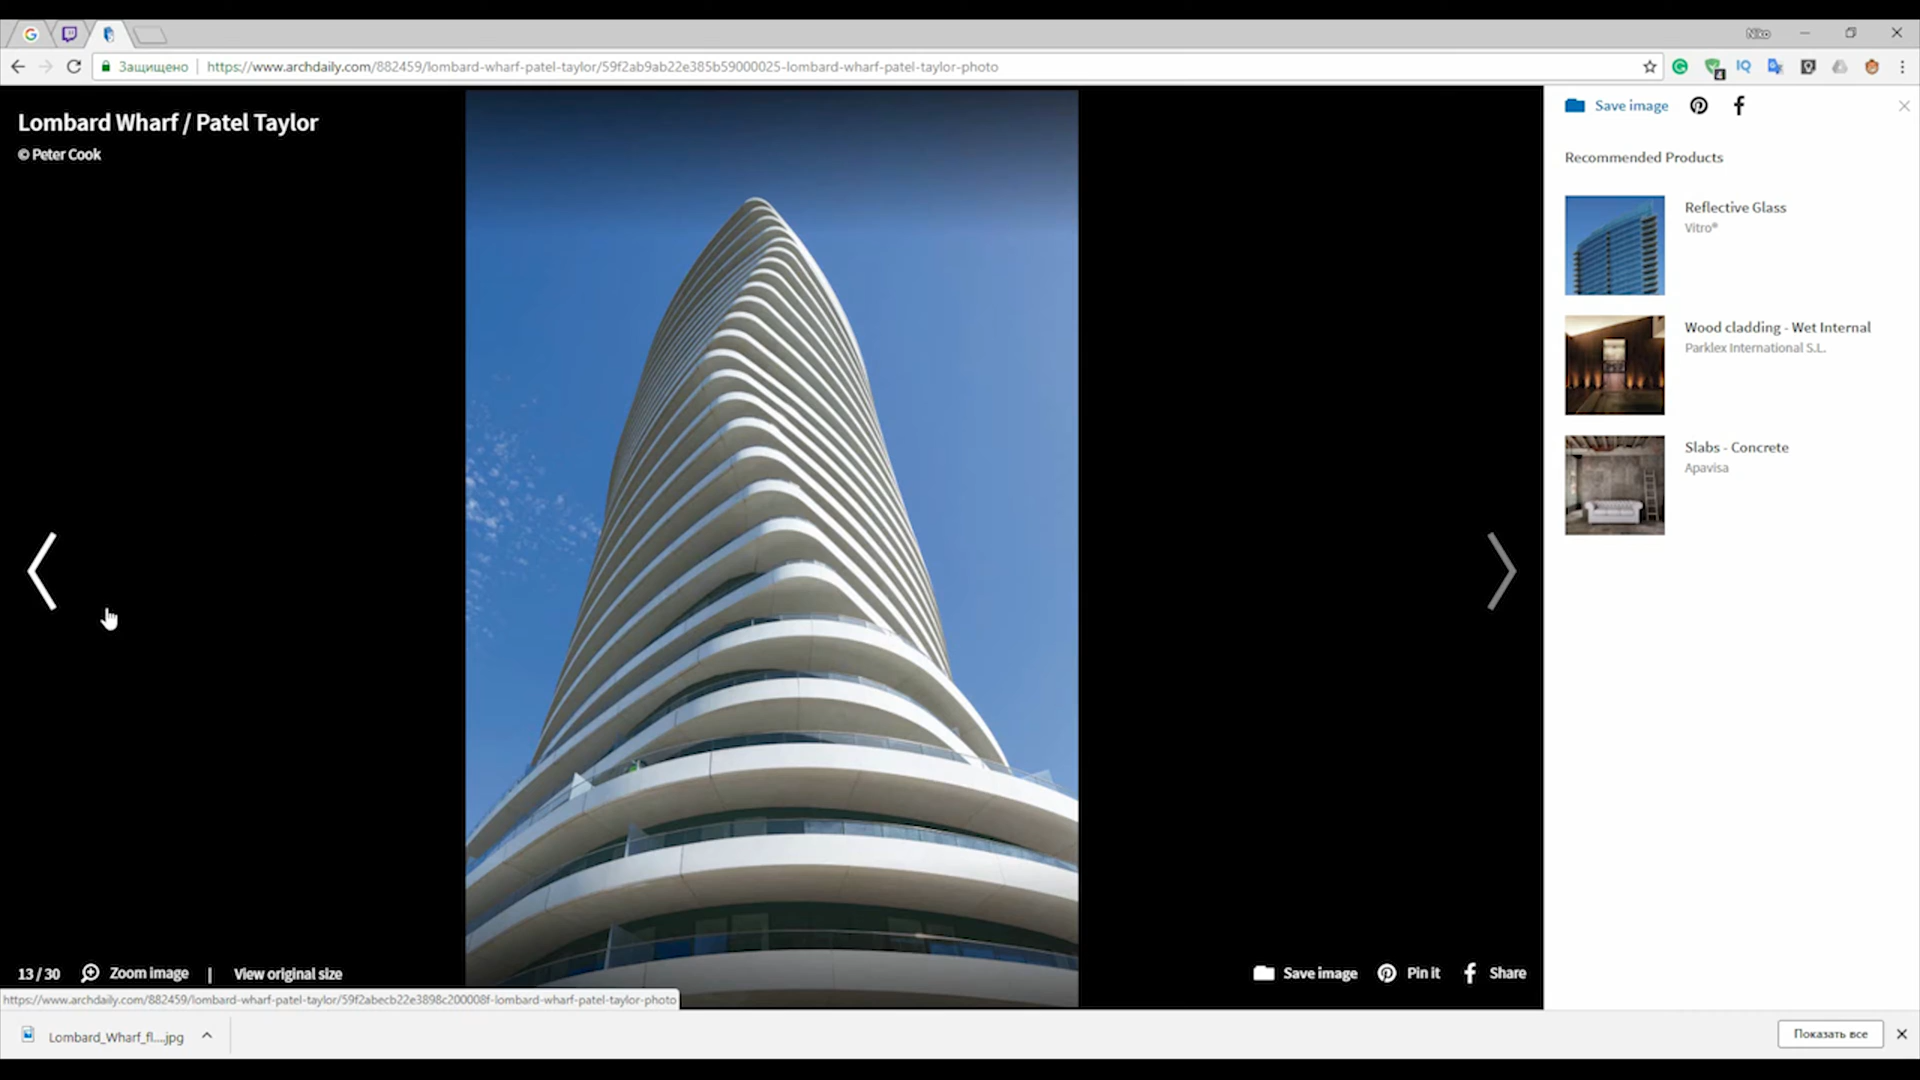 Niko
Защищено | https://www.archdaily.com/882459/lombard-wharf-patel-taylor/59f2ab9ab22e385b59000025-lombard-wharf-patel-taylor-photo
4
IQ
Lombard Wharf / Patel Taylor
© Peter Cook
Save image
Recommended Products
Reflective Glass
Vitro®
Wood cladding - Wet Internal
Parklex International S.L.
Slabs - Concrete
Apavisa
13 / 30 Zoom image | View original size
Save image Pin it Share
https://www.archdaily.com/882459/lombard-wharf-patel-taylor/59f2abecb22e3898c200008f-lombard-wharf-patel-taylor-photo
Lombard_Wharf_fl....jpg
Показать все